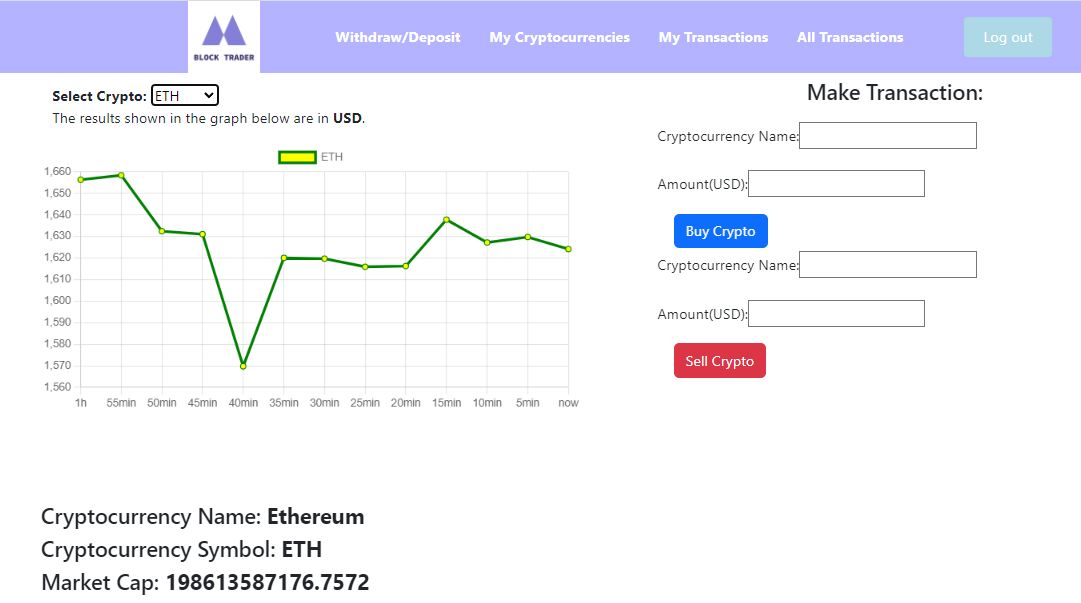 BLOCK TRADER
Withdraw/Deposit My Cryptocurrencies My Transactions All Transactions Log out
Select Crypto: ETH
The results shown in the graph below are in USD.
ETH
1,660
1,650
1,640
1,630
1,620
1,610
1,600
1,590
1,580
1,570
1,560
1h 55min 50min 45min 40min 35min 30min 25min 20min 15min 10min 5min now
Make Transaction:
Cryptocurrency Name:
Amount(USD):
Buy Crypto
Cryptocurrency Name:
Amount(USD):
Sell Crypto
Cryptocurrency Name: Ethereum
Cryptocurrency Symbol: ETH
Market Cap: 198613587176.7572